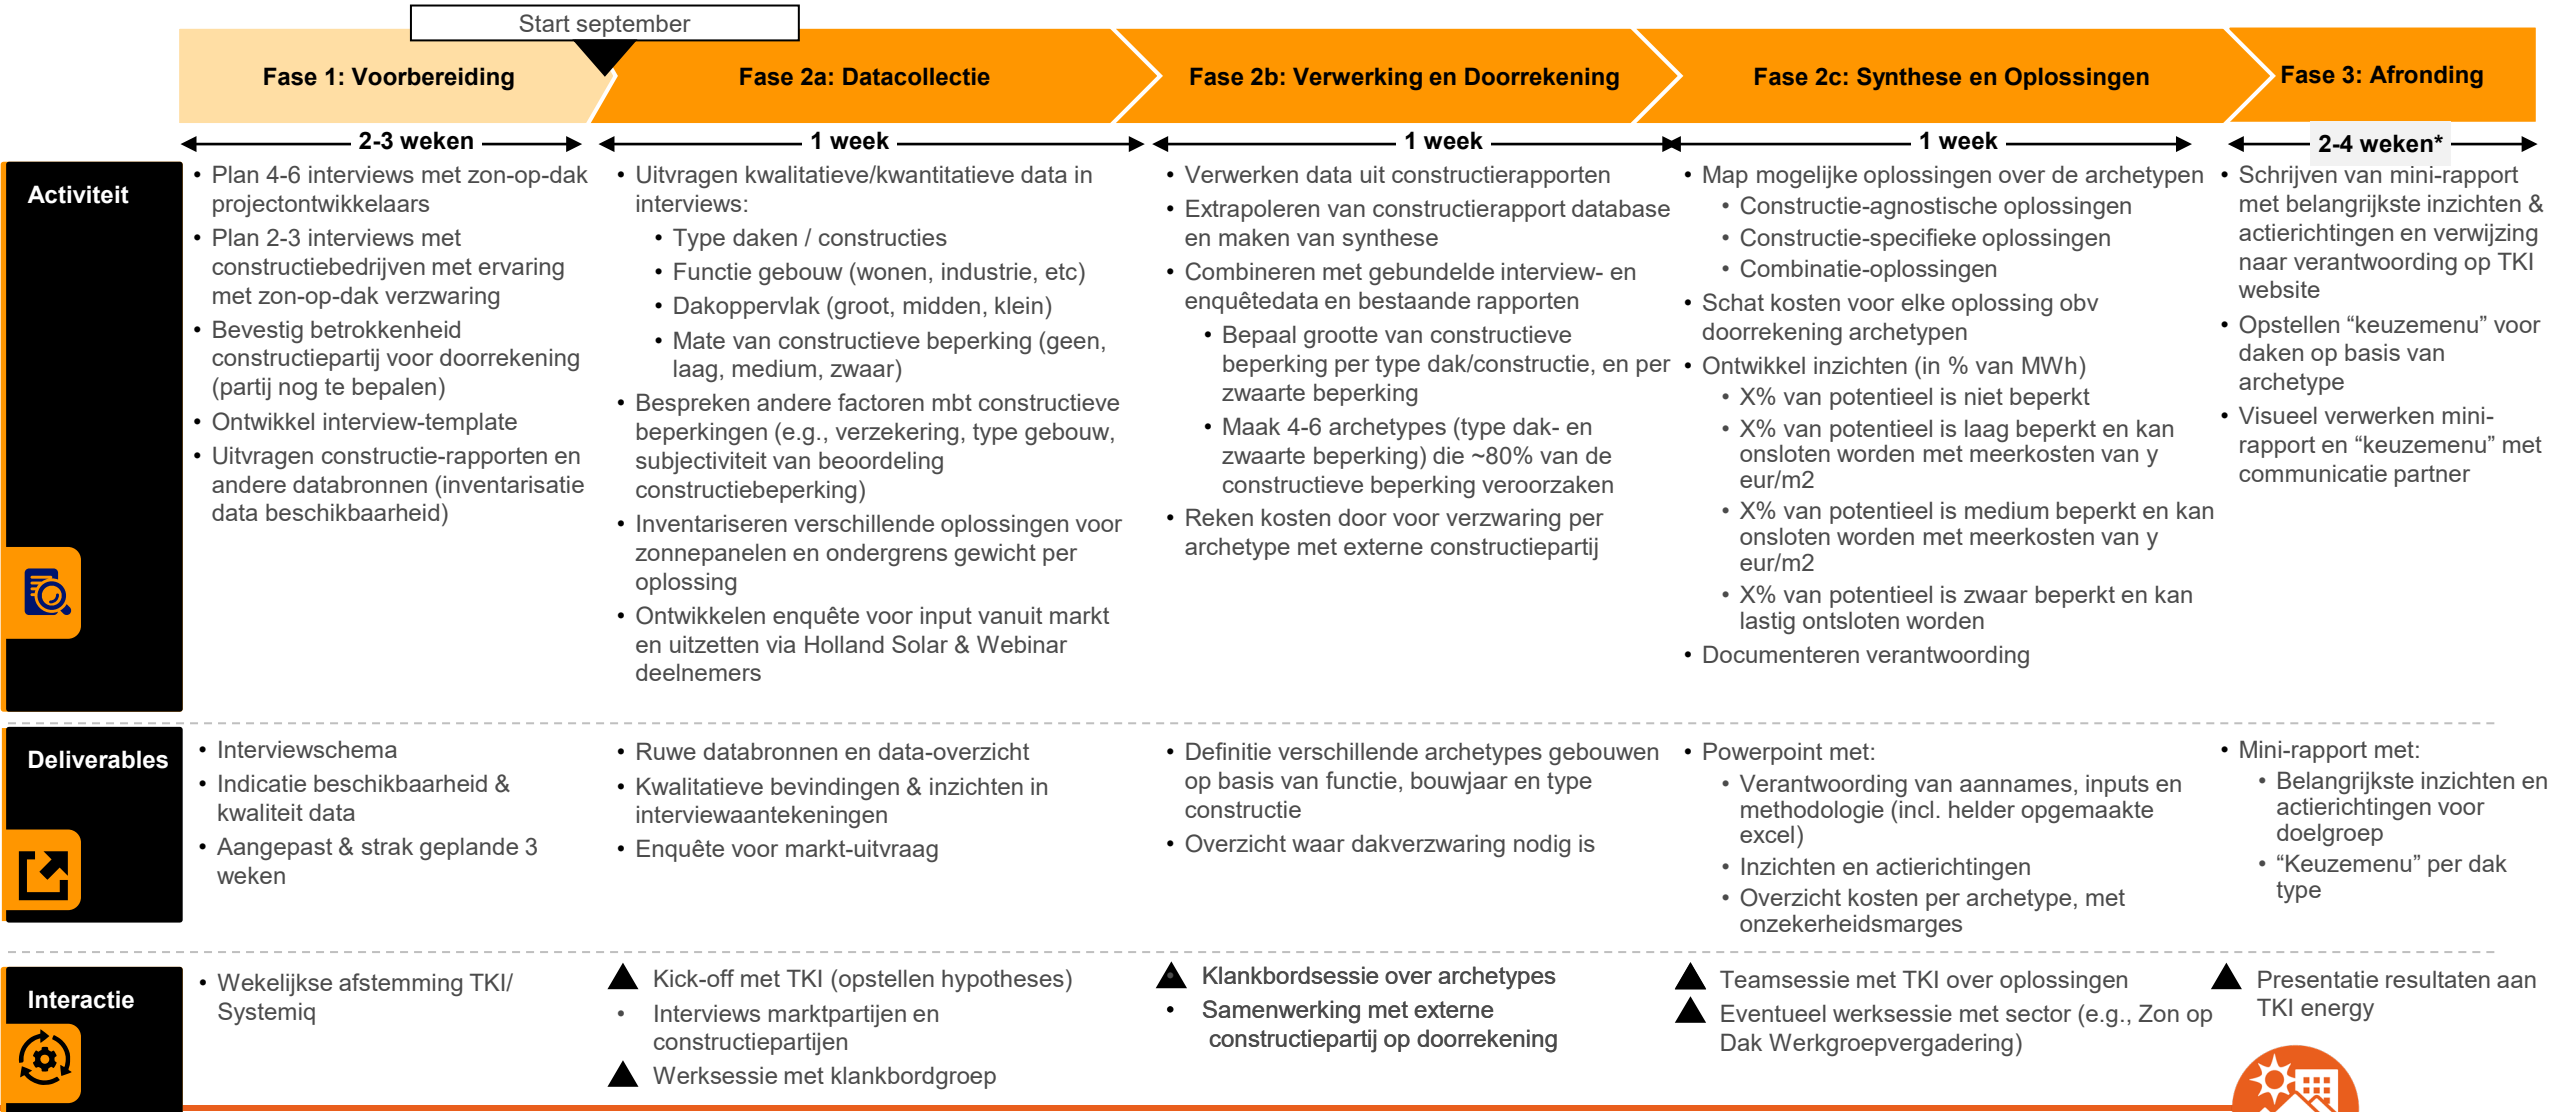 Start september
Fase 1: Voorbereiding
Fase 2a: Datacollectie
Fase 2b: Verwerking en Doorrekening
Fase 2c: Synthese en Oplossingen
Fase 3: Afronding
2-3 weken
1 week
1 week
1 week
2-4 weken*
Activiteit
• Plan 4-6 interviews met zon-op-dak
projectontwikkelaars
• Plan 2-3 interviews met
constructiebedrijven met ervaring
met zon-op-dak verzwaring
• Bevestig betrokkenheid
constructiepartij voor doorrekening
(partij nog te bepalen)
• Ontwikkel interview-template
• Uitvragen constructie-rapporten en
andere databronnen (inventarisatie
data beschikbaarheid)
• Uitvragen kwalitatieve/kwantitatieve data in
interviews:
• Type daken / constructies
• Functie gebouw (wonen, industrie, etc)
• Dakoppervlak (groot, midden, klein)
• Mate van constructieve beperking (geen,
laag, medium, zwaar)
• Bespreken andere factoren mbt constructieve
beperkingen (e.g., verzekering, type gebouw,
subjectiviteit van beoordeling
constructiebeperking)
• Inventariseren verschillende oplossingen voor
zonnepanelen en ondergrens gewicht per
oplossing
• Ontwikkelen enquête voor input vanuit markt
en uitzetten via Holland Solar & Webinar
deelnemers
• Verwerken data uit constructierapporten
• Extrapoleren van constructierapport database
en maken van synthese
• Combineren met gebundelde interview- en
enquêtedata en bestaande rapporten
• Bepaal grootte van constructieve
beperking per type dak/constructie, en per
zwaarte beperking
• Maak 4-6 archetypes (type dak- en
zwaarte beperking) die ~80% van de
constructieve beperking veroorzaken
• Reken kosten door voor verzwaring per
archetype met externe constructiepartij
• Map mogelijke oplossingen over de archetypen
• Constructie-agnostische oplossingen
• Constructie-specifieke oplossingen
• Combinatie-oplossingen
• Schat kosten voor elke oplossing obv
doorrekening archetypen
• Ontwikkel inzichten (in % van MWh)
• X% van potentieel is niet beperkt
• X% van potentieel is laag beperkt en kan
onsloten worden met meerkosten van y
eur/m2
• X% van potentieel is medium beperkt en kan
onsloten worden met meerkosten van y
eur/m2
• X% van potentieel is zwaar beperkt en kan
lastig ontsloten worden
• Documenteren verantwoording
• Schrijven van mini-rapport
met belangrijkste inzichten &
actierichtingen en verwijzing
naar verantwoording op TKI
website
• Opstellen “keuzemenu” voor
daken op basis van
archetype
• Visueel verwerken mini-
rapport en “keuzemenu” met
communicatie partner
Deliverables
• Interviewschema
• Indicatie beschikbaarheid &
kwaliteit data
• Aangepast & strak geplande 3
weken
• Ruwe databronnen en data-overzicht
• Kwalitatieve bevindingen & inzichten in
interviewaantekeningen
• Enquête voor markt-uitvraag
• Definitie verschillende archetypes gebouwen
op basis van functie, bouwjaar en type
constructie
• Overzicht waar dakverzwaring nodig is
• Powerpoint met:
• Verantwoording van aannames, inputs en
methodologie (incl. helder opgemaakte
excel)
• Inzichten en actierichtingen
• Overzicht kosten per archetype, met
onzekerheidsmarges
• Mini-rapport met:
• Belangrijkste inzichten en
actierichtingen voor
doelgroep
• “Keuzemenu” per dak
type
Interactie
• Wekelijkse afstemming TKI/
Systemiq
Kick-off met TKI (opstellen hypotheses)
• Interviews marktpartijen en
constructiepartijen
Werksessie met klankbordgroep
• Klankbordsessie over archetypes
• Samenwerking met externe
constructiepartij op doorrekening
Teamsessie met TKI over oplossingen
Eventueel werksessie met sector (e.g., Zon op
Dak Werkgroepvergadering)
Presentatie resultaten aan
TKI energy